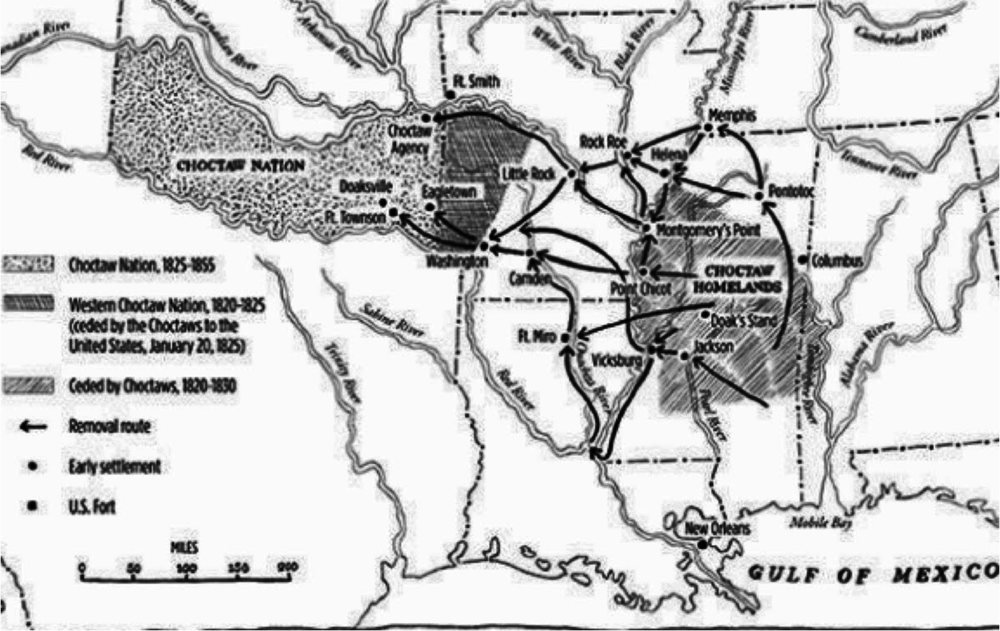 Canadian River
North Canadian River
Arkansas River
White River
Black River
Mississippi River
Cumberland River
Ft. Smith
Memphis
Choctaw
Agency
Rock Roe
Helena
Red River
CHOCTAW NATION
Little Rock
Tennessee River
Doaksville
Eagletown
Pontotoc
Ft. Townson
Montgomery's Point
Washington
Columbus
Camden
Point Chicot
CHOCTAW
HOMELANDS
Choctaw Nation, 1825-1855
Western Choctaw Nation, 1820-1825
(ceded by the Choctaws to the
United States, January 20, 1825)
Sabine River
Doak's Stand
Ft. Miro
Jackson
Vicksburg
Alabama River
Trinity River
Red River
Ouachita River
Pearl River
Ceded by Choctaws, 1820-1830
Removal route
Early settlement
U.S. Fort
New Orleans
Mobile Bay
MILES
0 50 100 150 200
GULF OF MEXICO